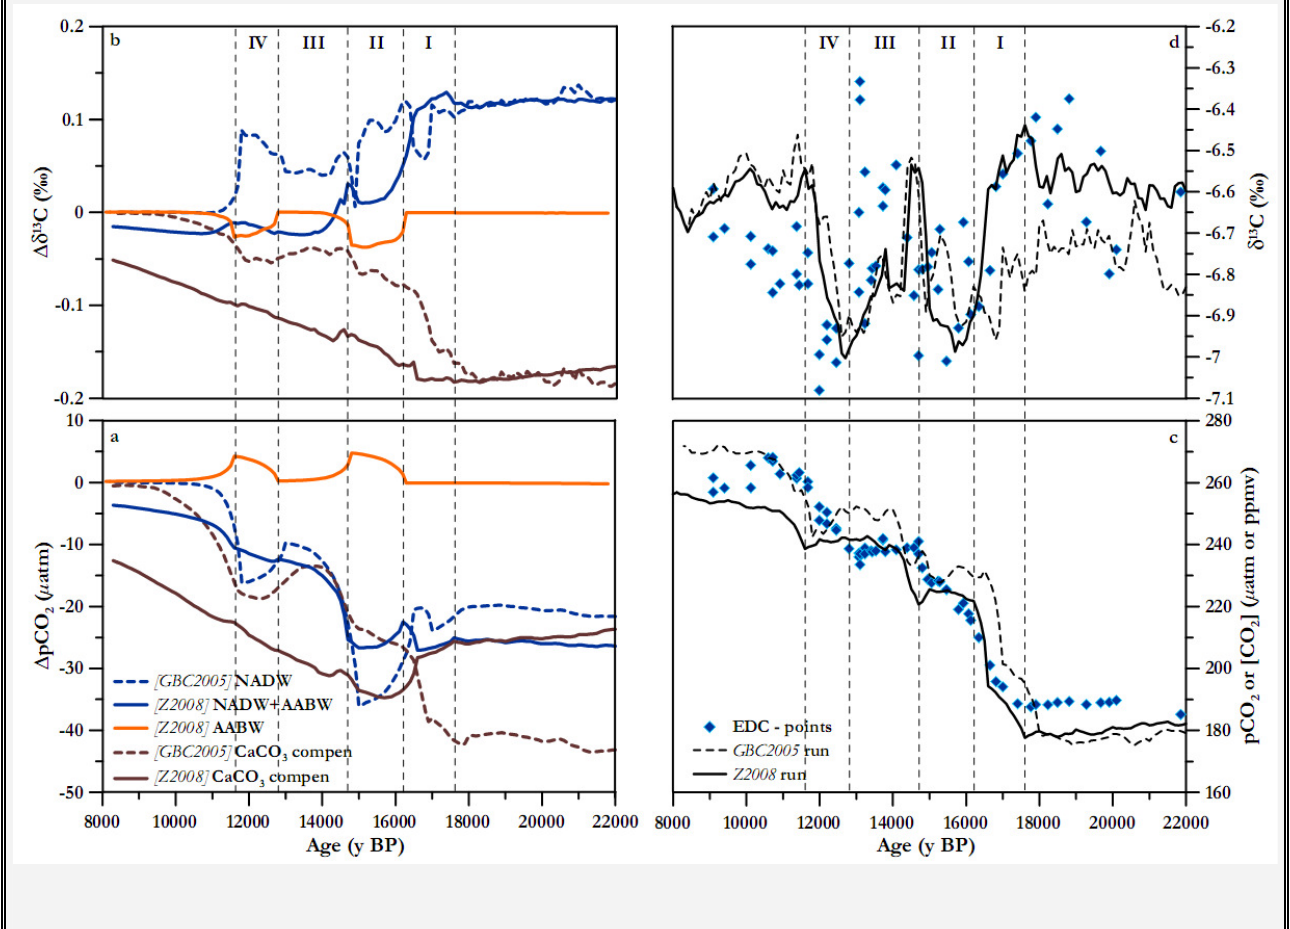 0.2
0.1
0
-0.1
-0.2
Δδ¹³C (‰)
b
IV III II I
IV III II I
d
-6.2
-6.3
-6.4
-6.5
-6.6
-6.7
-6.8
-6.9
-7
-7.1
δ¹³C (‰)
10
0
-10
-20
-30
-40
-50
ΔpCO₂ (μatm)
a
[GBC2005] NADW
[Z2008] NADW+AABW
[Z2008] AABW
[GBC2005] CaCO₃ compen
[Z2008] CaCO₃ compen
8000 10000 12000 14000 16000 18000 20000 22000
Age (y BP)
c
280
260
240
220
200
180
160
pCO₂ or [CO₂] (μatm or ppmv)
EDC - points
GBC2005 run
Z2008 run
8000 10000 12000 14000 16000 18000 20000 22000
Age (y BP)